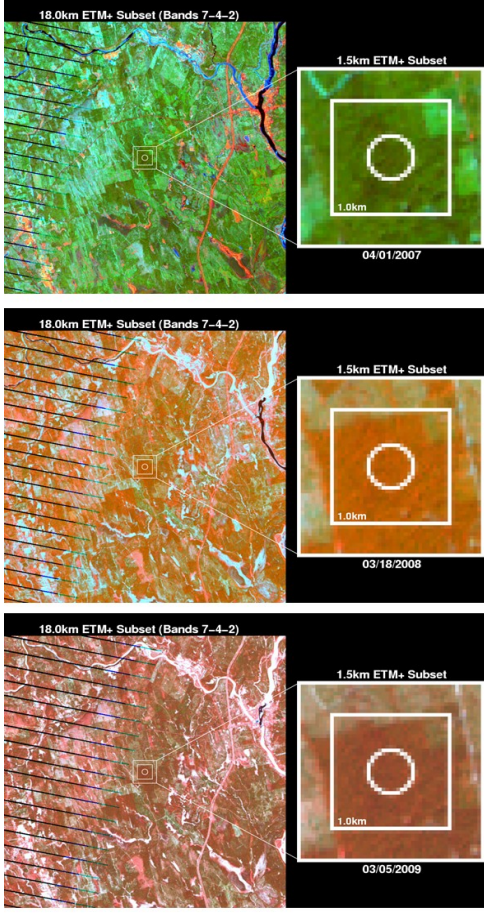 18.0km ETM+ Subset (Bands 7-4-2)
1.5km ETM+ Subset
1.0km
04/01/2007
18.0km ETM+ Subset (Bands 7-4-2)
1.5km ETM+ Subset
1.0km
03/18/2008
18.0km ETM+ Subset (Bands 7-4-2)
1.5km ETM+ Subset
1.0km
03/05/2009